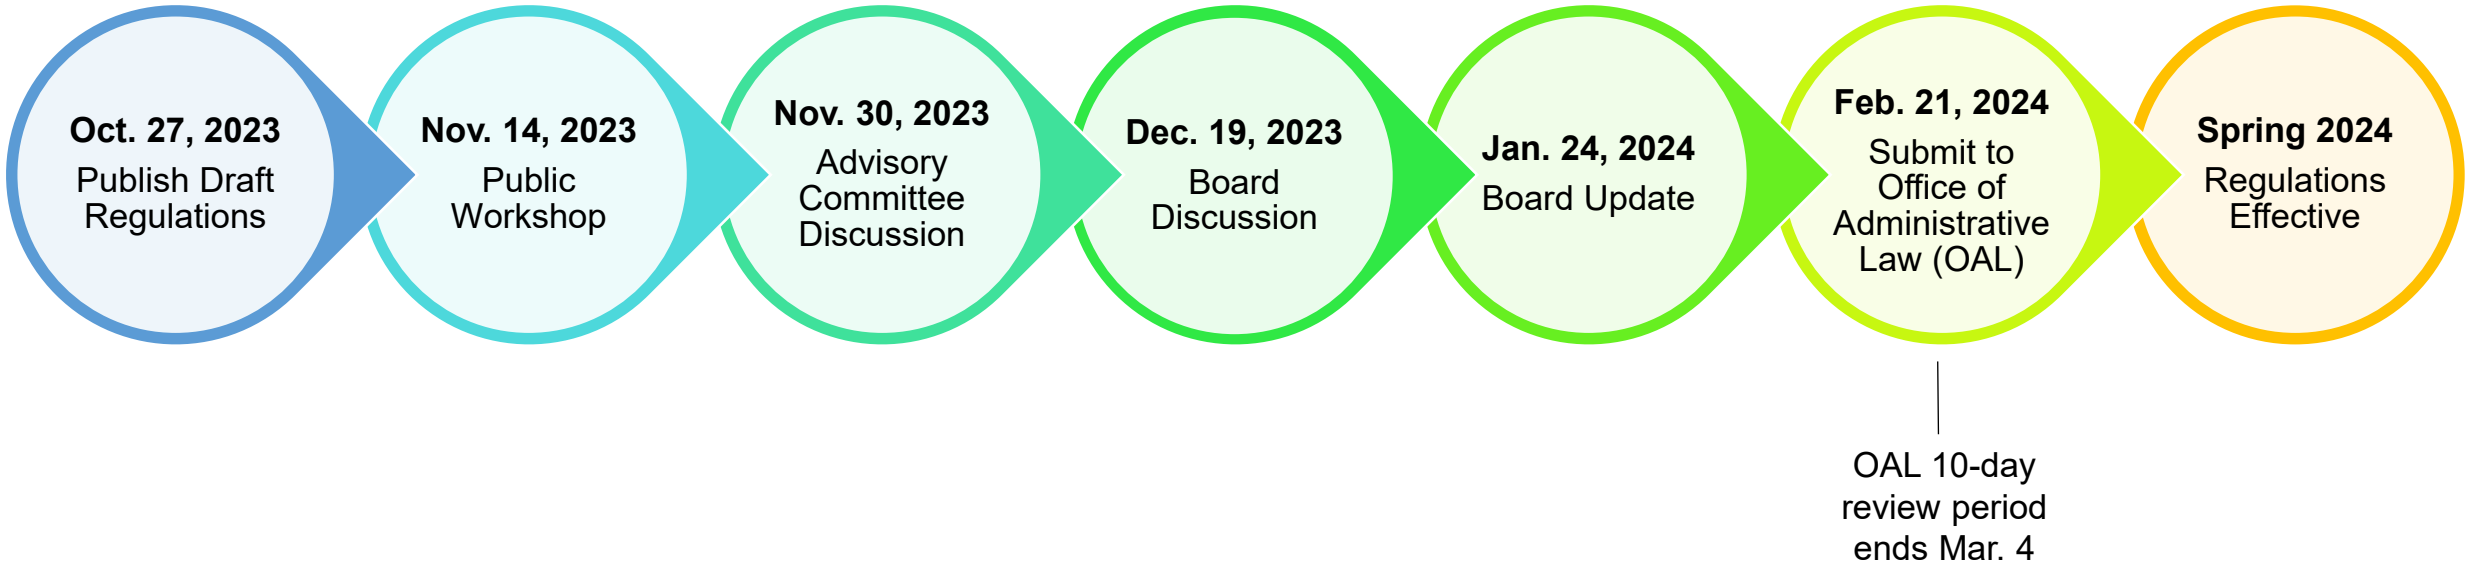 Oct. 27, 2023
Publish Draft
Regulations
Nov. 14, 2023
Public
Workshop
Nov. 30, 2023
Advisory
Committee
Discussion
Dec. 19, 2023
Board
Discussion
Jan. 24, 2024
Board Update
Feb. 21, 2024
Submit to
Office of
Administrative
Law (OAL)
Spring 2024
Regulations
Effective
OAL 10-day
review period
ends Mar. 4